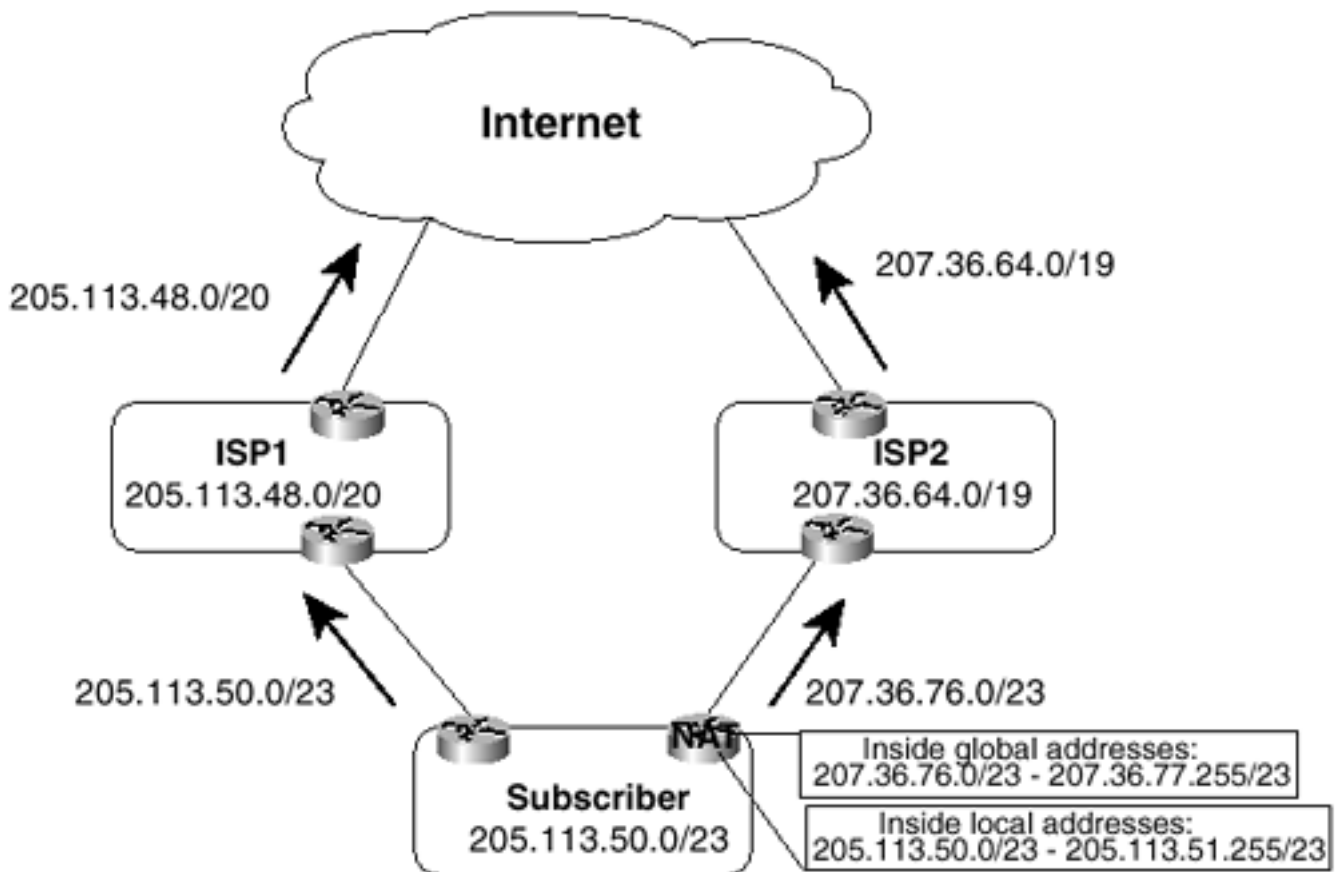 Internet
205.113.48.0/20
207.36.64.0/19
ISP1
205.113.48.0/20
ISP2
207.36.64.0/19
205.113.50.0/23
207.36.76.0/23
NAT
Inside global addresses:
207.36.76.0/23 - 207.36.77.255/23
Subscriber
205.113.50.0/23
Inside local addresses:
205.113.50.0/23 - 205.113.51.255/23